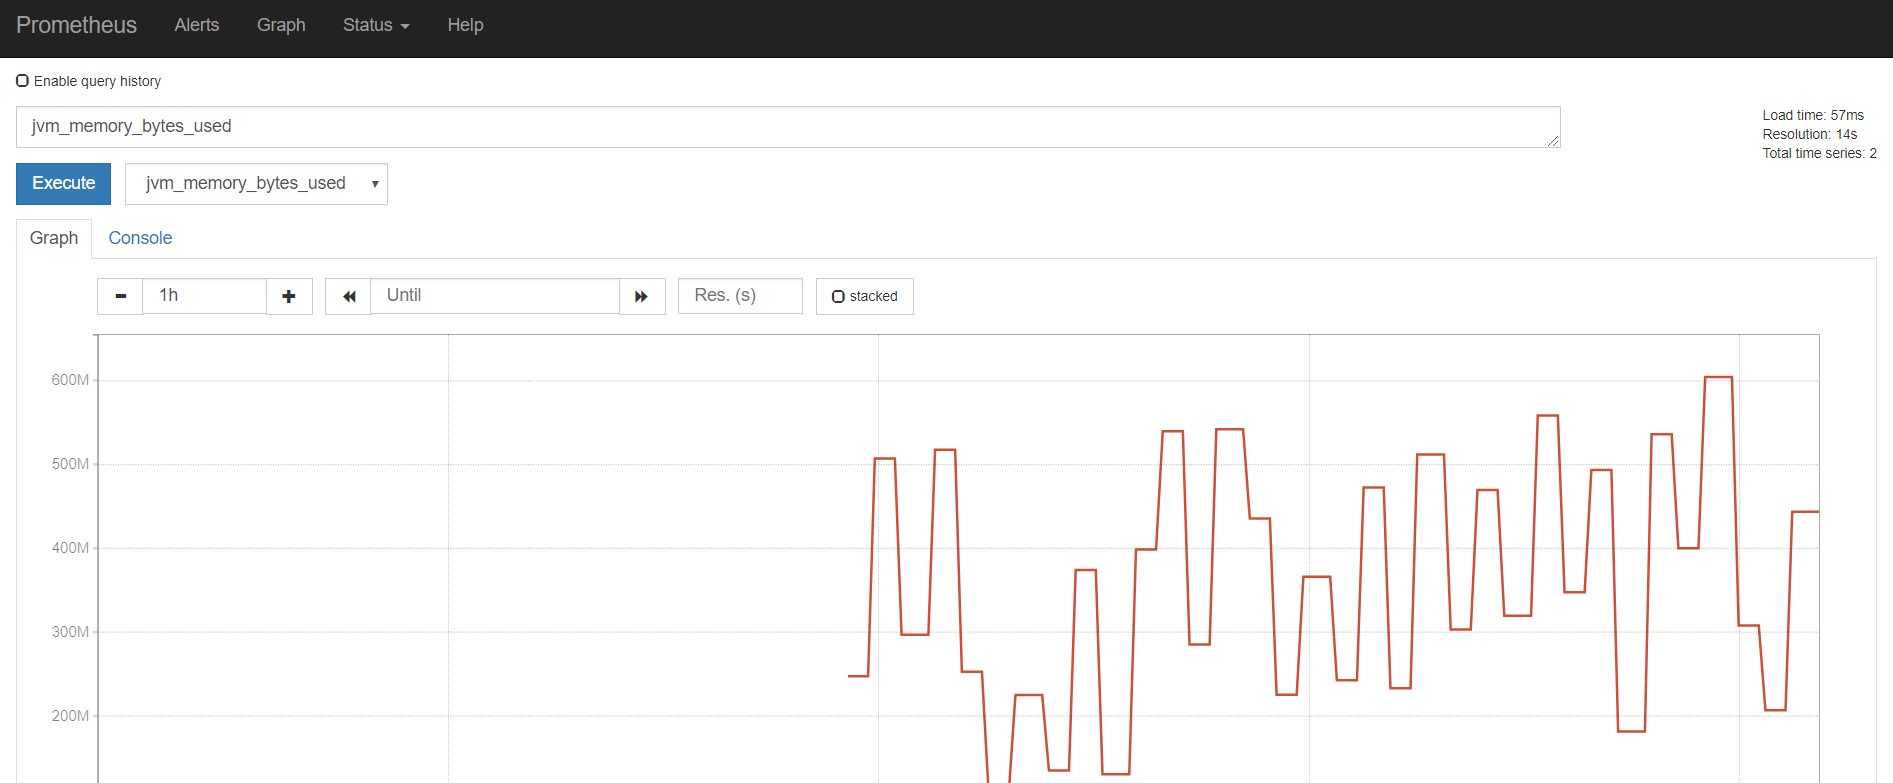 Prometheus Alerts Graph Status Help
Enable query history
jvm_memory_bytes_used
Load time: 57ms
Resolution: 14s
Total time series: 2
Execute jvm_memory_bytes_used
Graph Console
1h Until Res. (s) stacked
600M
500M
400M
300M
200M